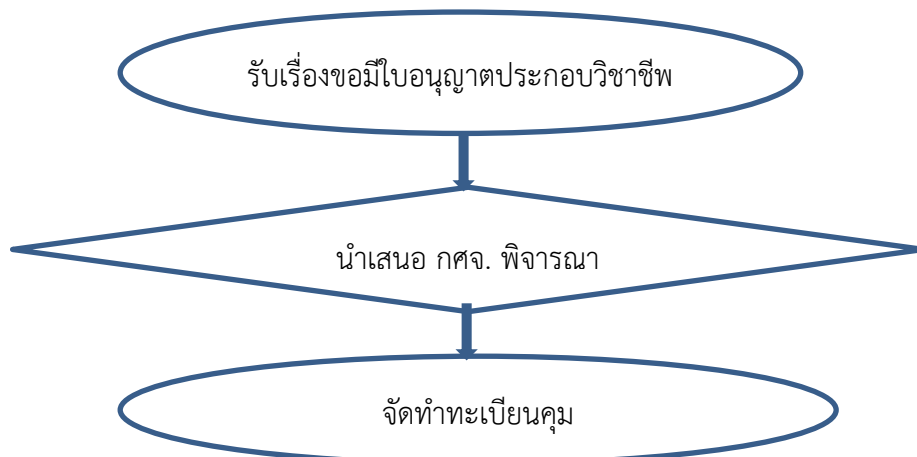 รับเรื่องขอมีใบอนุญาตประกอบวิชาชีพ
นำเสนอ กศจ. พิจารณา
จัดทำทะเบียนคุม